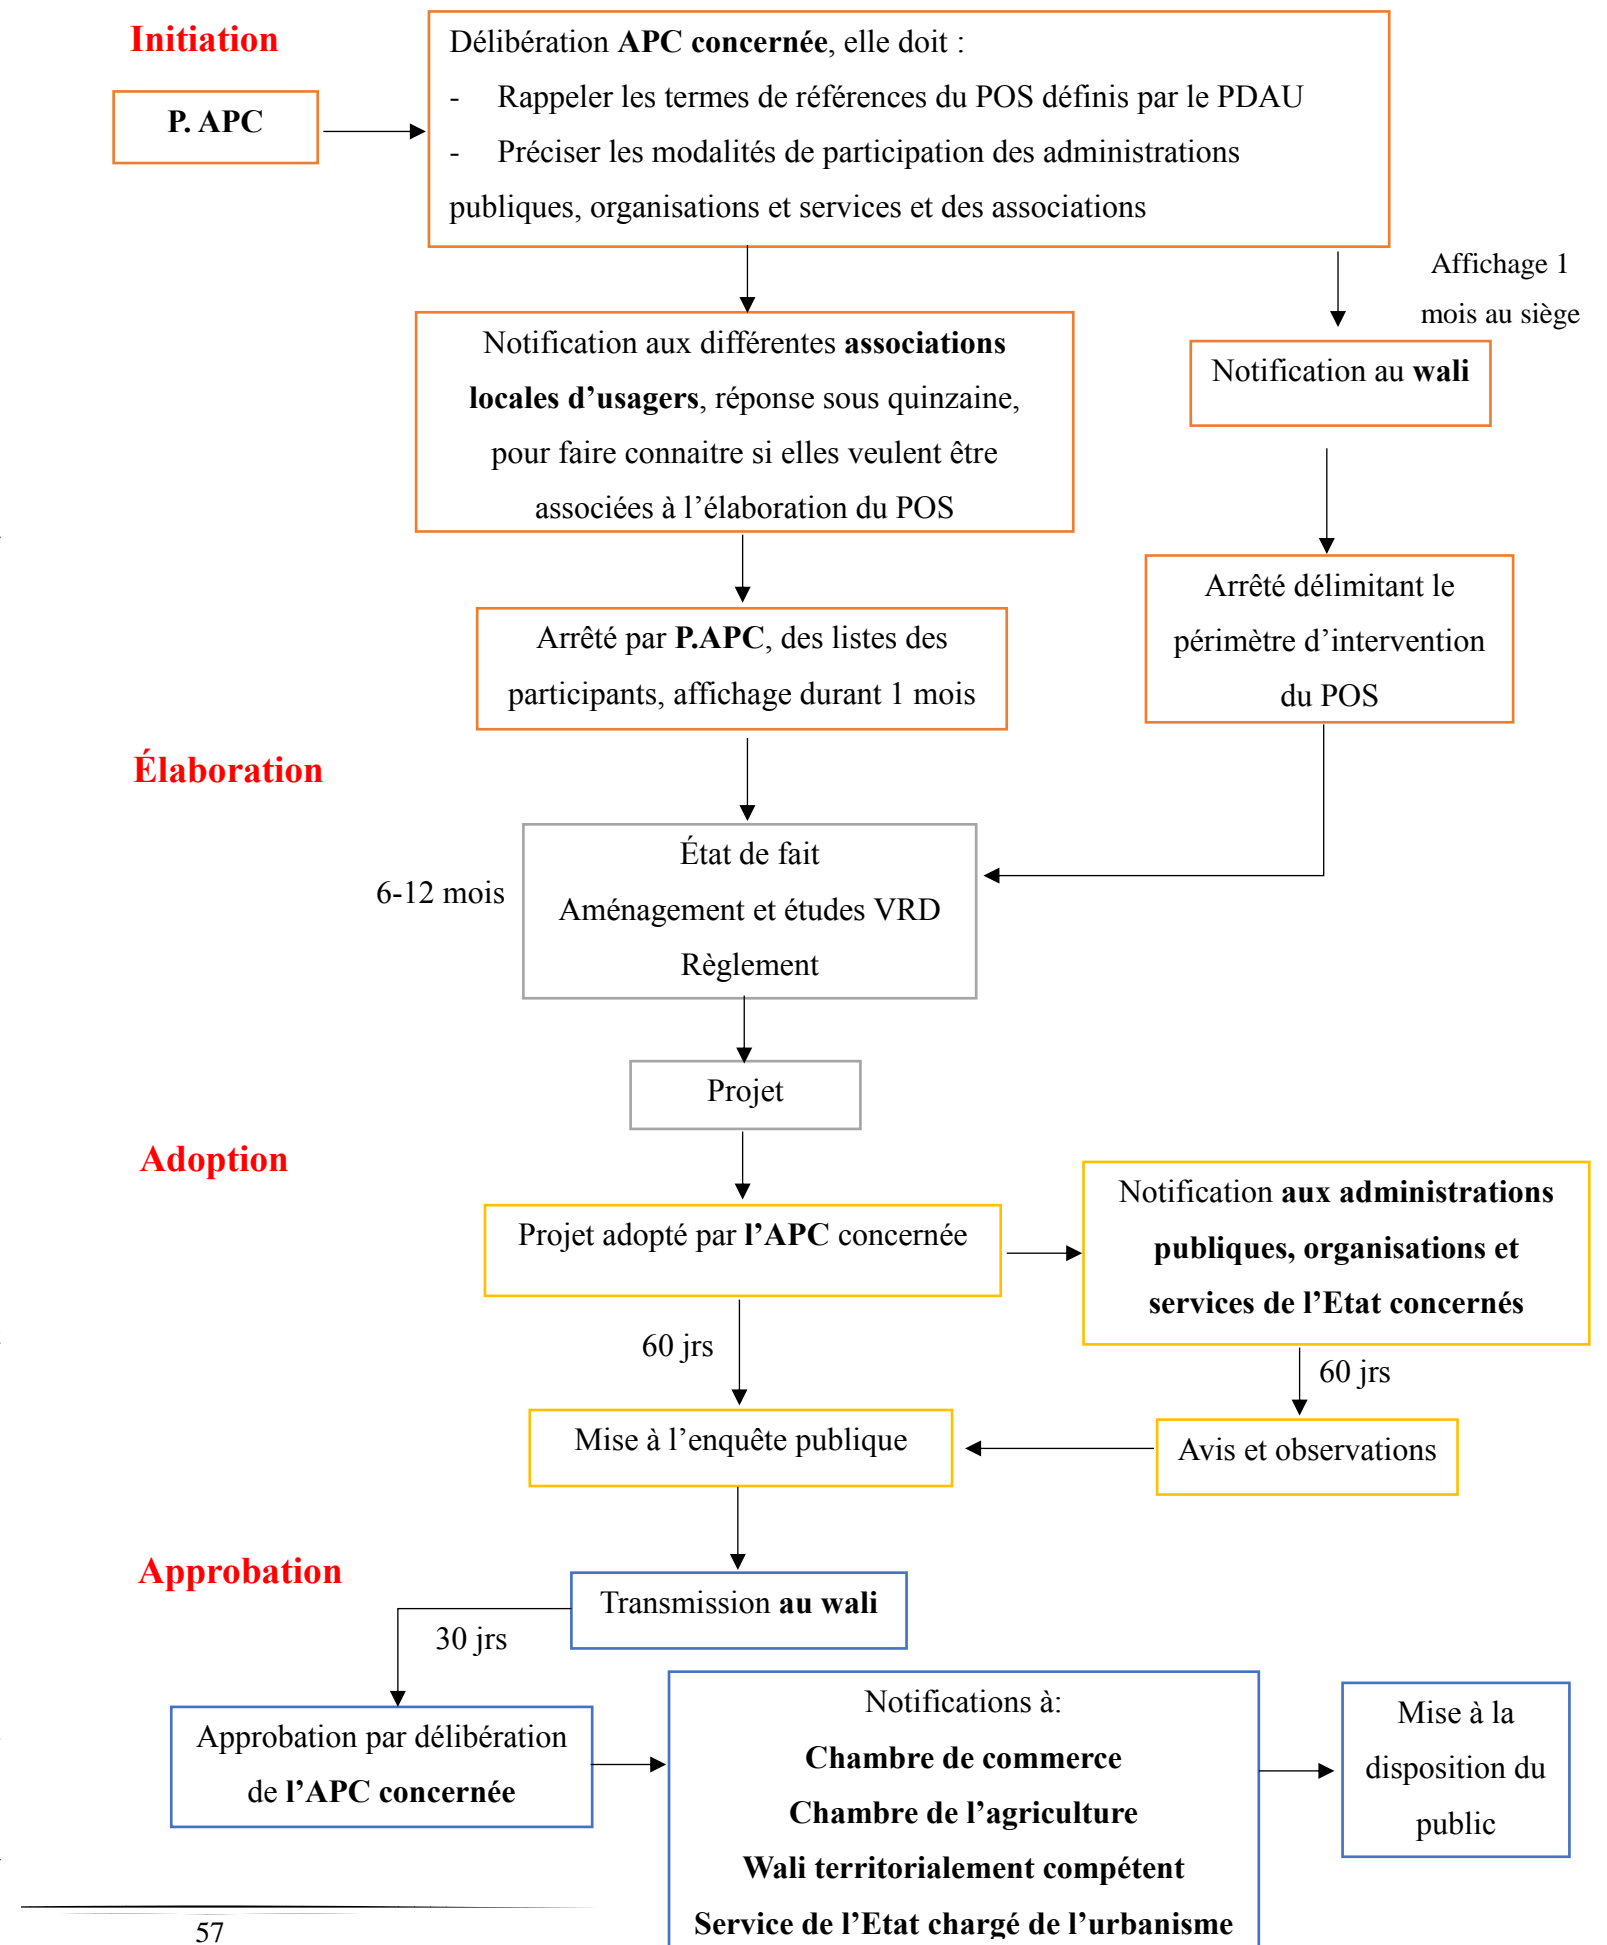 Initiation
P. APC
Délibération APC concernée, elle doit :
- Rappeler les termes de références du POS définis par le PDAU
- Préciser les modalités de participation des administrations
publiques, organisations et services et des associations
Affichage 1
mois au siège
Notification aux différentes associations
locales d’usagers, réponse sous quinzaine,
pour faire connaitre si elles veulent être
associées à l’élaboration du POS
Notification au wali
Arrêté par P.APC, des listes des
participants, affichage durant 1 mois
Arrêté délimitant le
périmètre d’intervention
du POS
Élaboration
6-12 mois
État de fait
Aménagement et études VRD
Règlement
Projet
Adoption
Projet adopté par l’APC concernée
Notification aux administrations
publiques, organisations et
services de l’Etat concernés
60 jrs
60 jrs
Mise à l’enquête publique
Avis et observations
Approbation
Transmission au wali
30 jrs
Approbation par délibération
de l’APC concernée
Notifications à:
Chambre de commerce
Chambre de l’agriculture
Wali territorialement compétent
Service de l’Etat chargé de l’urbanisme
Mise à la
disposition du
public
57